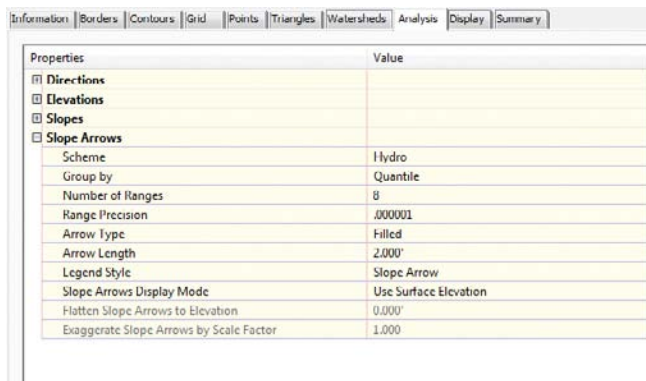 Information Borders Contours Grid Points Triangles Watersheds Analysis Display Summary
Properties Value
Directions
Elevations
Slopes
Slope Arrows
Scheme Hydro
Group by Quantile
Number of Ranges 8
Range Precision .000001
Arrow Type Filled
Arrow Length 2.000'
Legend Style Slope Arrow
Slope Arrows Display Mode Use Surface Elevation
Flatten Slope Arrows to Elevation 0.000'
Exaggerate Slope Arrows by Scale Factor 1.000